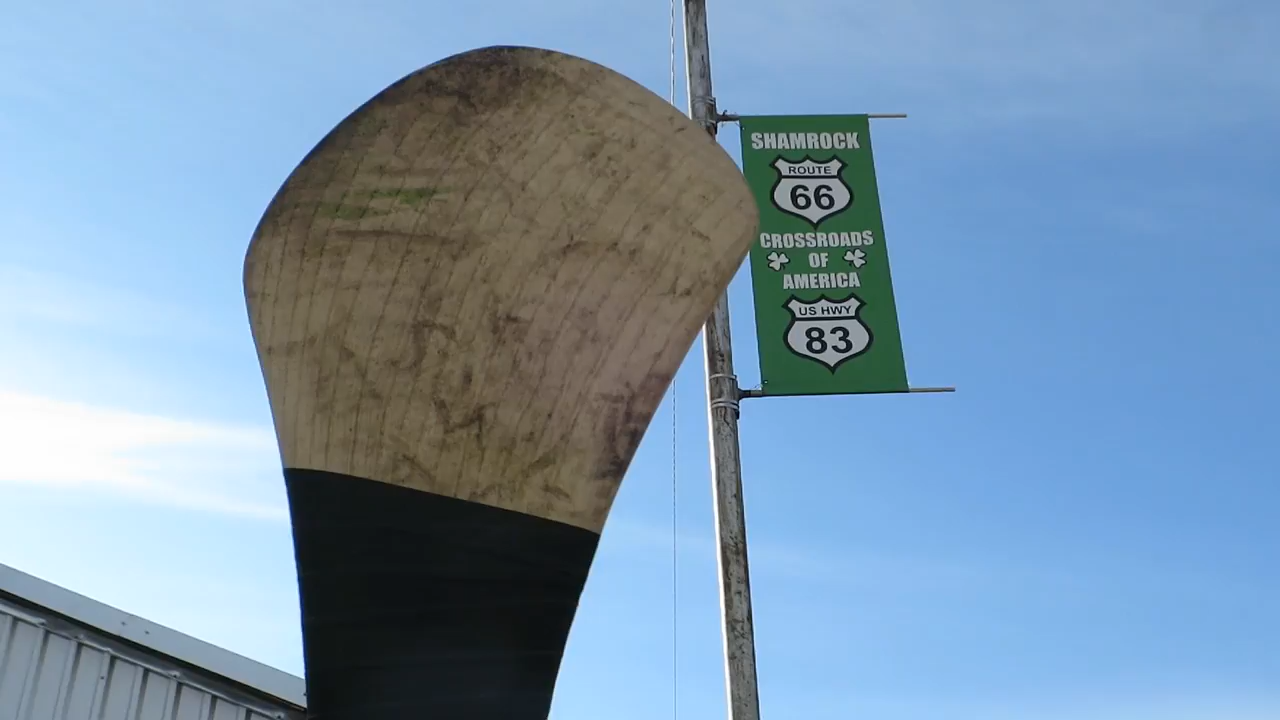 SHAMROCK
ROUTE
66
CROSSROADS
OF
AMERICA
US HWY
83